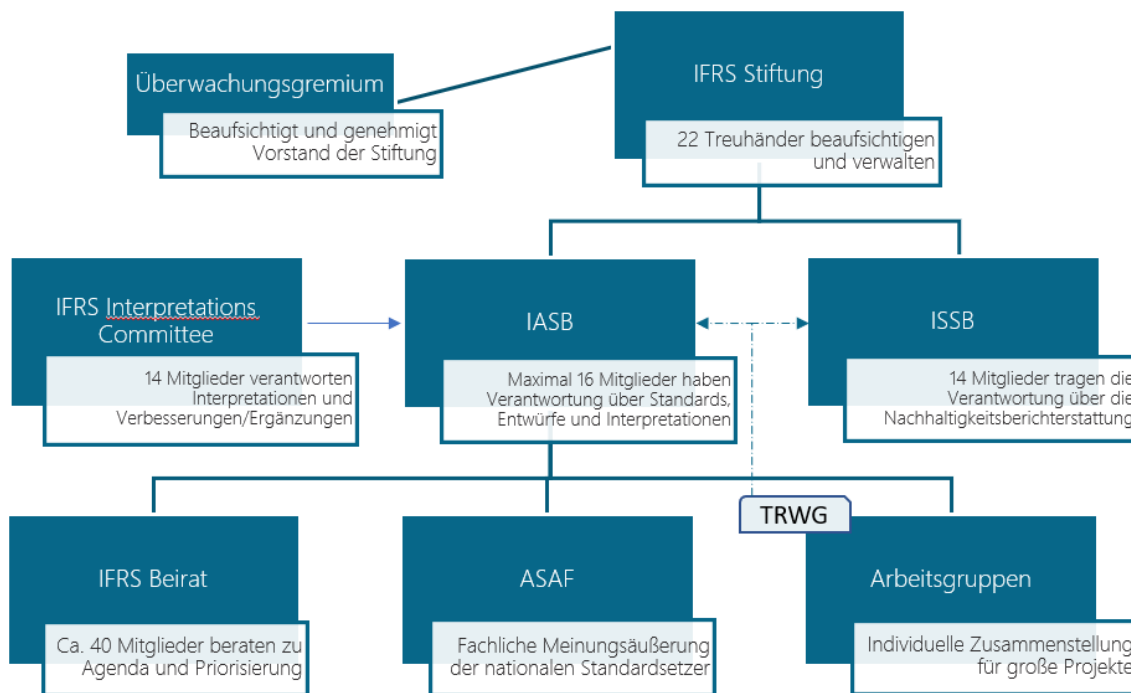 Überwachungsgremium
Beaufsichtigt und genehmigt
Vorstand der Stiftung
IFRS Stiftung
22 Treuhänder beaufsichtigen
und verwalten
IFRS Interpretations
Committee
14 Mitglieder verantworten
Interpretationen und
Verbesserungen/Ergänzungen
IASB
Maximal 16 Mitglieder haben
Verantwortung über Standards,
Entwürfe und Interpretationen
ISSB
14 Mitglieder tragen die
Verantwortung über die
Nachhaltigkeitsberichterstattung
TRWG
IFRS Beirat
Ca. 40 Mitglieder beraten zu
Agenda und Priorisierung
ASAF
Fachliche Meinungsäußerung
der nationalen Standardsetzer
Arbeitsgruppen
Individuelle Zusammenstellung
für große Projekte